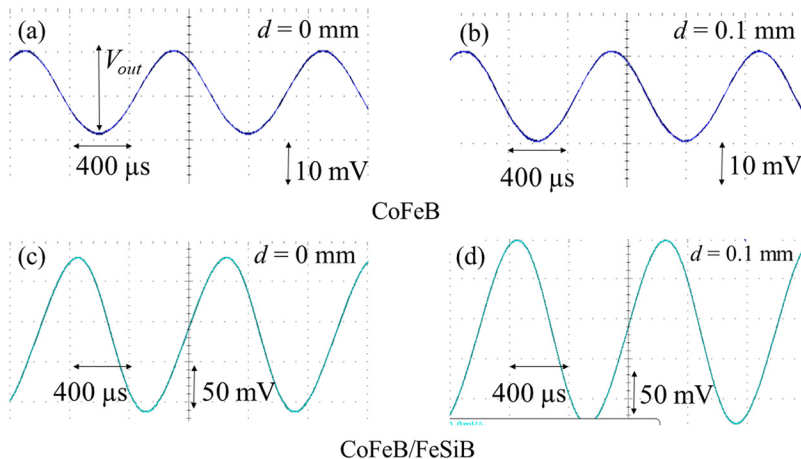 (a) d = 0 mm
V_out
400 μs
10 mV
(b) d = 0.1 mm
400 μs
10 mV
CoFeB
(c) d = 0 mm
400 μs
50 mV
(d) d = 0.1 mm
400 μs
50 mV
CoFeB/FeSiB